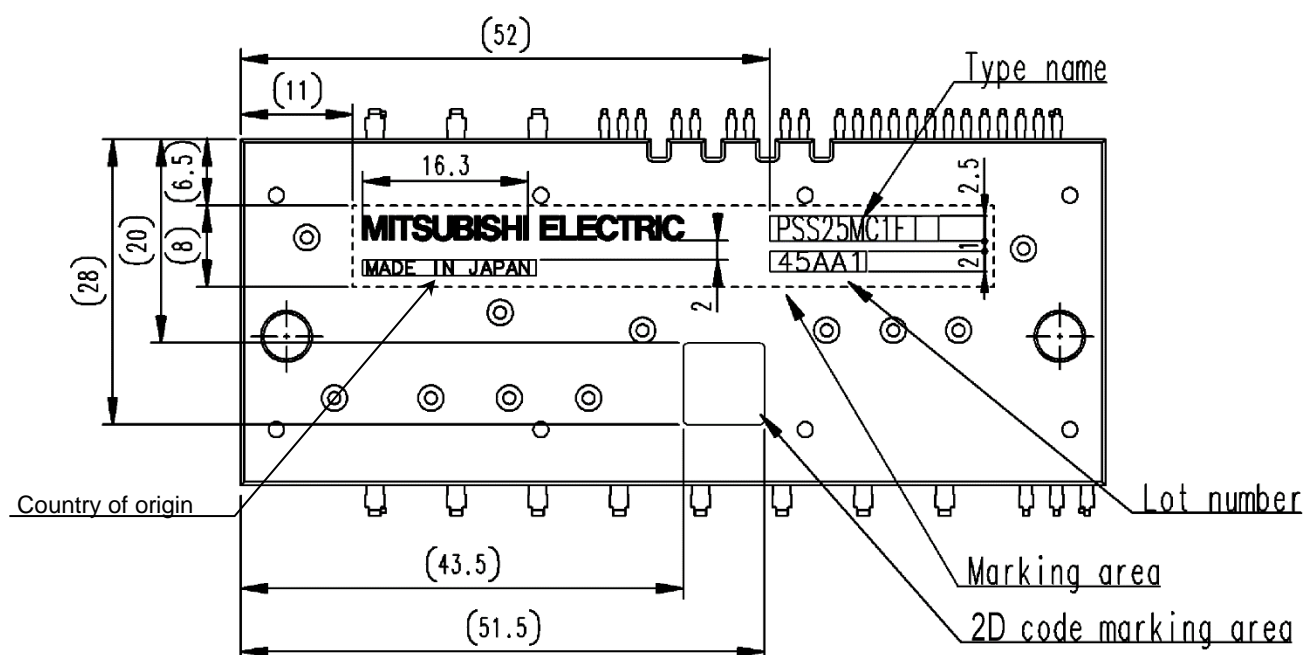 (52)
Type name
(11)
(6.5)
16.3
2.5
MITSUBISHI ELECTRIC
PSS25MC1F
(20)
(8)
1
(28)
MADE IN JAPAN
45AA1
2
2
Country of origin
Lot number
(43.5)
Marking area
(51.5)
2D code marking area